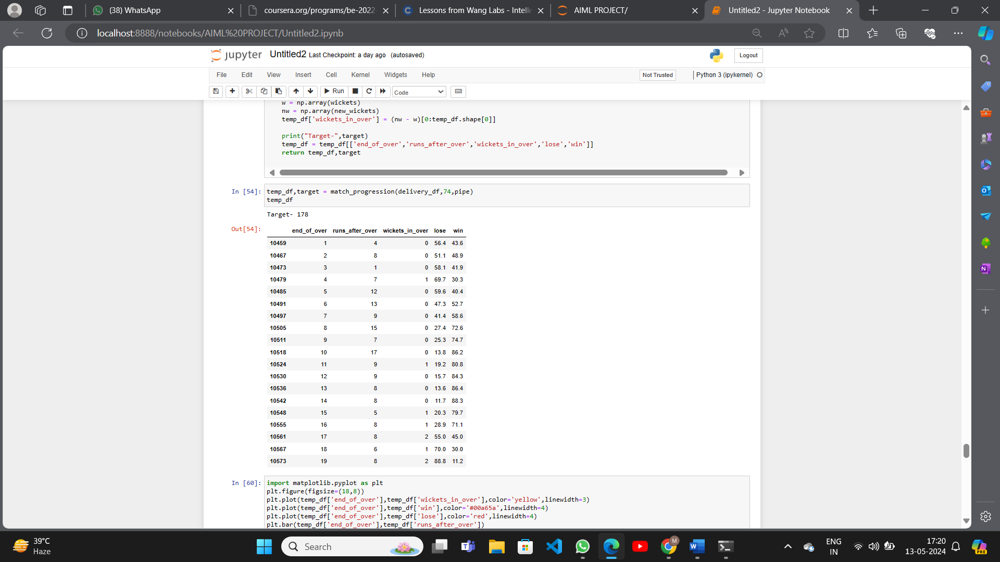 (38) WhatsApp
coursera.org/programs/be-2022-
Lessons from Wang Labs - Intelle
AIML PROJECT/
Untitled2 - Jupyter Notebook
localhost:8888/notebooks/AIML%20PROJECT/Untitled2.ipynb
jupyter Untitled2 Last Checkpoint: a day ago (autosaved)
Logout
File Edit View Insert Cell Kernel Widgets Help
Not Trusted
Python 3 (ipykernel)
Run
Code
w = np.array(wickets)
nw = np.array(new_wickets)
temp_df['wickets_in_over'] = (nw - w)[0:temp_df.shape[0]]
print("Target-",target)
temp_df = temp_df[['end_of_over','runs_after_over','wickets_in_over','lose','win']]
return temp_df,target
In [54]: temp_df,target = match_progression(delivery_df,74,pipe)
temp_df
Target- 178
Out[54]:
end_of_over runs_after_over wickets_in_over lose win
10459 1 4 0 56.4 43.6
10467 2 8 0 51.1 48.9
10473 3 1 0 58.1 41.9
10479 4 7 1 69.7 30.3
10485 5 12 0 59.6 40.4
10491 6 13 0 47.3 52.7
10497 7 9 0 41.4 58.6
10505 8 15 0 27.4 72.6
10511 9 7 0 25.3 74.7
10518 10 17 0 13.8 86.2
10524 11 9 1 19.2 80.8
10530 12 9 0 15.7 84.3
10536 13 8 0 13.6 86.4
10542 14 8 0 11.7 88.3
10548 15 5 1 20.3 79.7
10555 16 8 1 28.9 71.1
10561 17 8 2 55.0 45.0
10567 18 6 1 70.0 30.0
10573 19 8 2 88.8 11.2
In [60]: import matplotlib.pyplot as plt
plt.figure(figsize=(18,8))
plt.plot(temp_df['end_of_over'],temp_df['wickets_in_over'],color='yellow',linewidth=3)
plt.plot(temp_df['end_of_over'],temp_df['win'],color='#00a65a',linewidth=4)
plt.plot(temp_df['end_of_over'],temp_df['lose'],color='red',linewidth=4)
plt.bar(temp_df['end_of_over'],temp_df['runs_after_over'])
39°C
Haze
Search
M
ENG
IN
17:20
13-05-2024
PRE